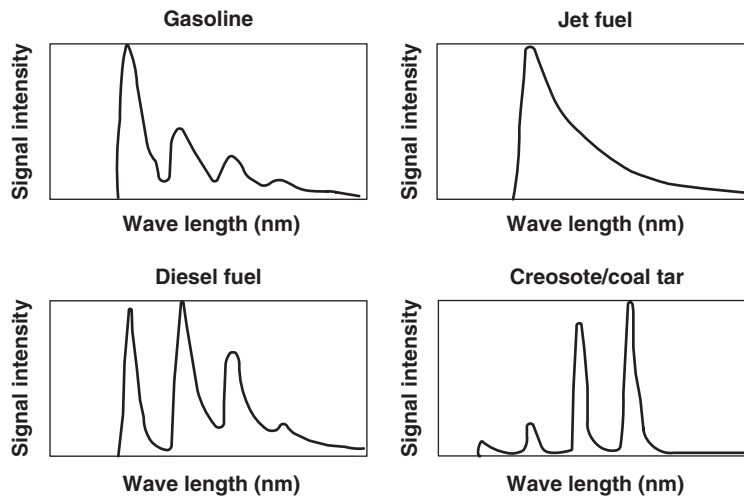 Gasoline
Signal intensity
Wave length (nm)
Jet fuel
Signal intensity
Wave length (nm)
Diesel fuel
Signal intensity
Wave length (nm)
Creosote/coal tar
Signal intensity
Wave length (nm)